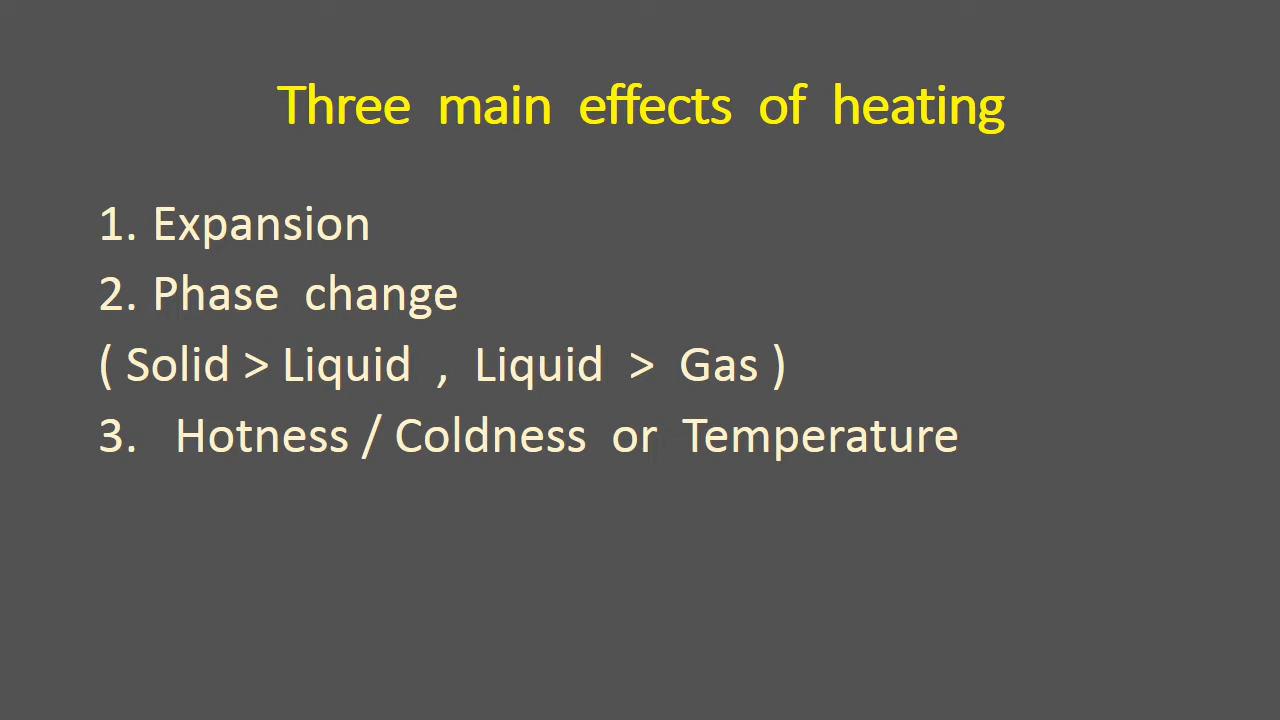 Three main effects of heating
1. Expansion
2. Phase change
( Solid > Liquid , Liquid > Gas )
3. Hotness / Coldness or Temperature